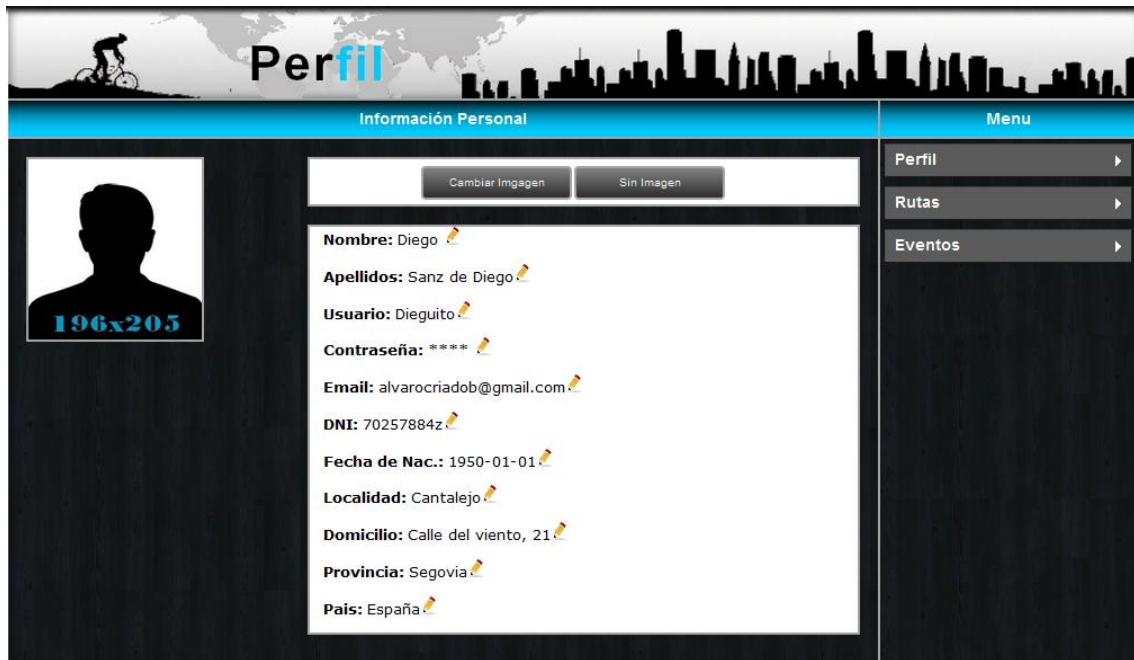 Perfil
Información Personal
Menu
196x205
Cambiar Imgagen
Sin Imagen
Perfil
Rutas
Eventos
Nombre: Diego
Apellidos: Sanz de Diego
Usuario: Dieguito
Contraseña: ****
Email: alvarocriadob@gmail.com
DNI: 70257884z
Fecha de Nac.: 1950-01-01
Localidad: Cantalejo
Domicilio: Calle del viento, 21
Provincia: Segovia
Pais: España